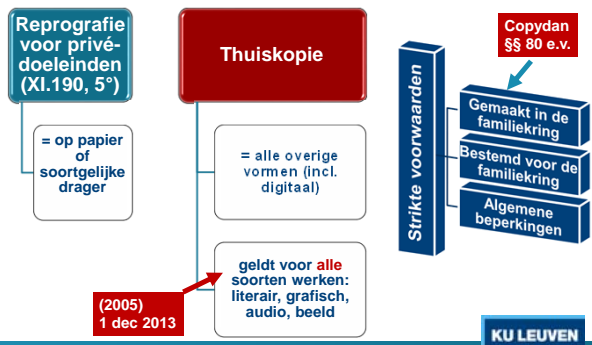 Reprografie
voor privé-
doeleinden
(XI.190, 5°)
= op papier
of
soortgelijke
drager
Thuiskopie
= alle overige
vormen (incl.
digitaal)
geldt voor alle
soorten werken:
literair, grafisch,
audio, beeld
(2005)
1 dec 2013
Copydan
§§ 80 e.v.
Strikte voorwaarden
Gemaakt in de
familiekring
Bestemd voor de
familiekring
Algemene
beperkingen
KU LEUVEN